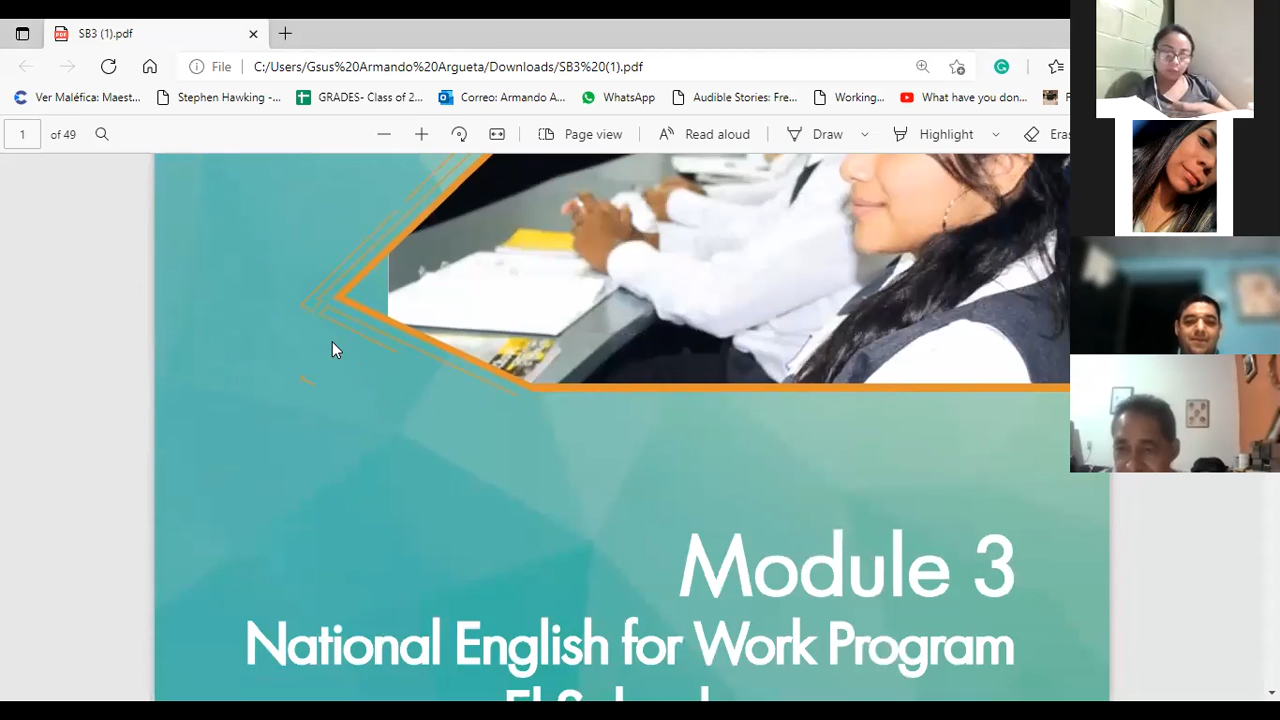 SB3 (1).pdf
File C:/Users/Gsus%20Armando%20Argueta/Downloads/SB3%20(1).pdf
Ver Maléfica: Maest... Stephen Hawking -... GRADES- Class of 2... Correo: Armando A... WhatsApp Audible Stories: Fre... Working... What have you don...
1 of 49 Page view Read aloud Draw Highlight Eras
Module 3
National English for Work Program